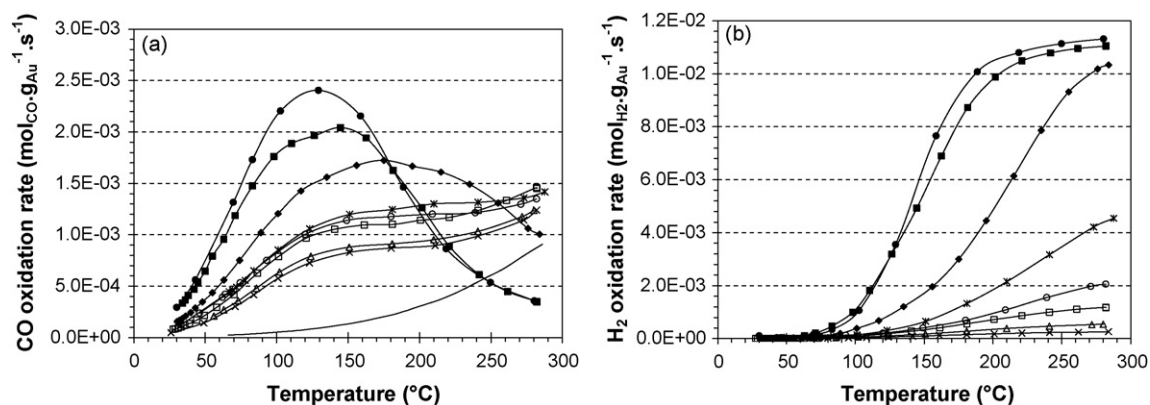 (a)
CO oxidation rate (molCO.gAu-1.s-1)
3.0E-03
2.5E-03
2.0E-03
1.5E-03
1.0E-03
5.0E-04
0.0E+00
0 50 100 150 200 250 300
Temperature (°C)
(b)
H2 oxidation rate (molH2.gAu-1.s-1)
1.2E-02
1.0E-02
8.0E-03
6.0E-03
4.0E-03
2.0E-03
0.0E+00
0 50 100 150 200 250 300
Temperature (°C)